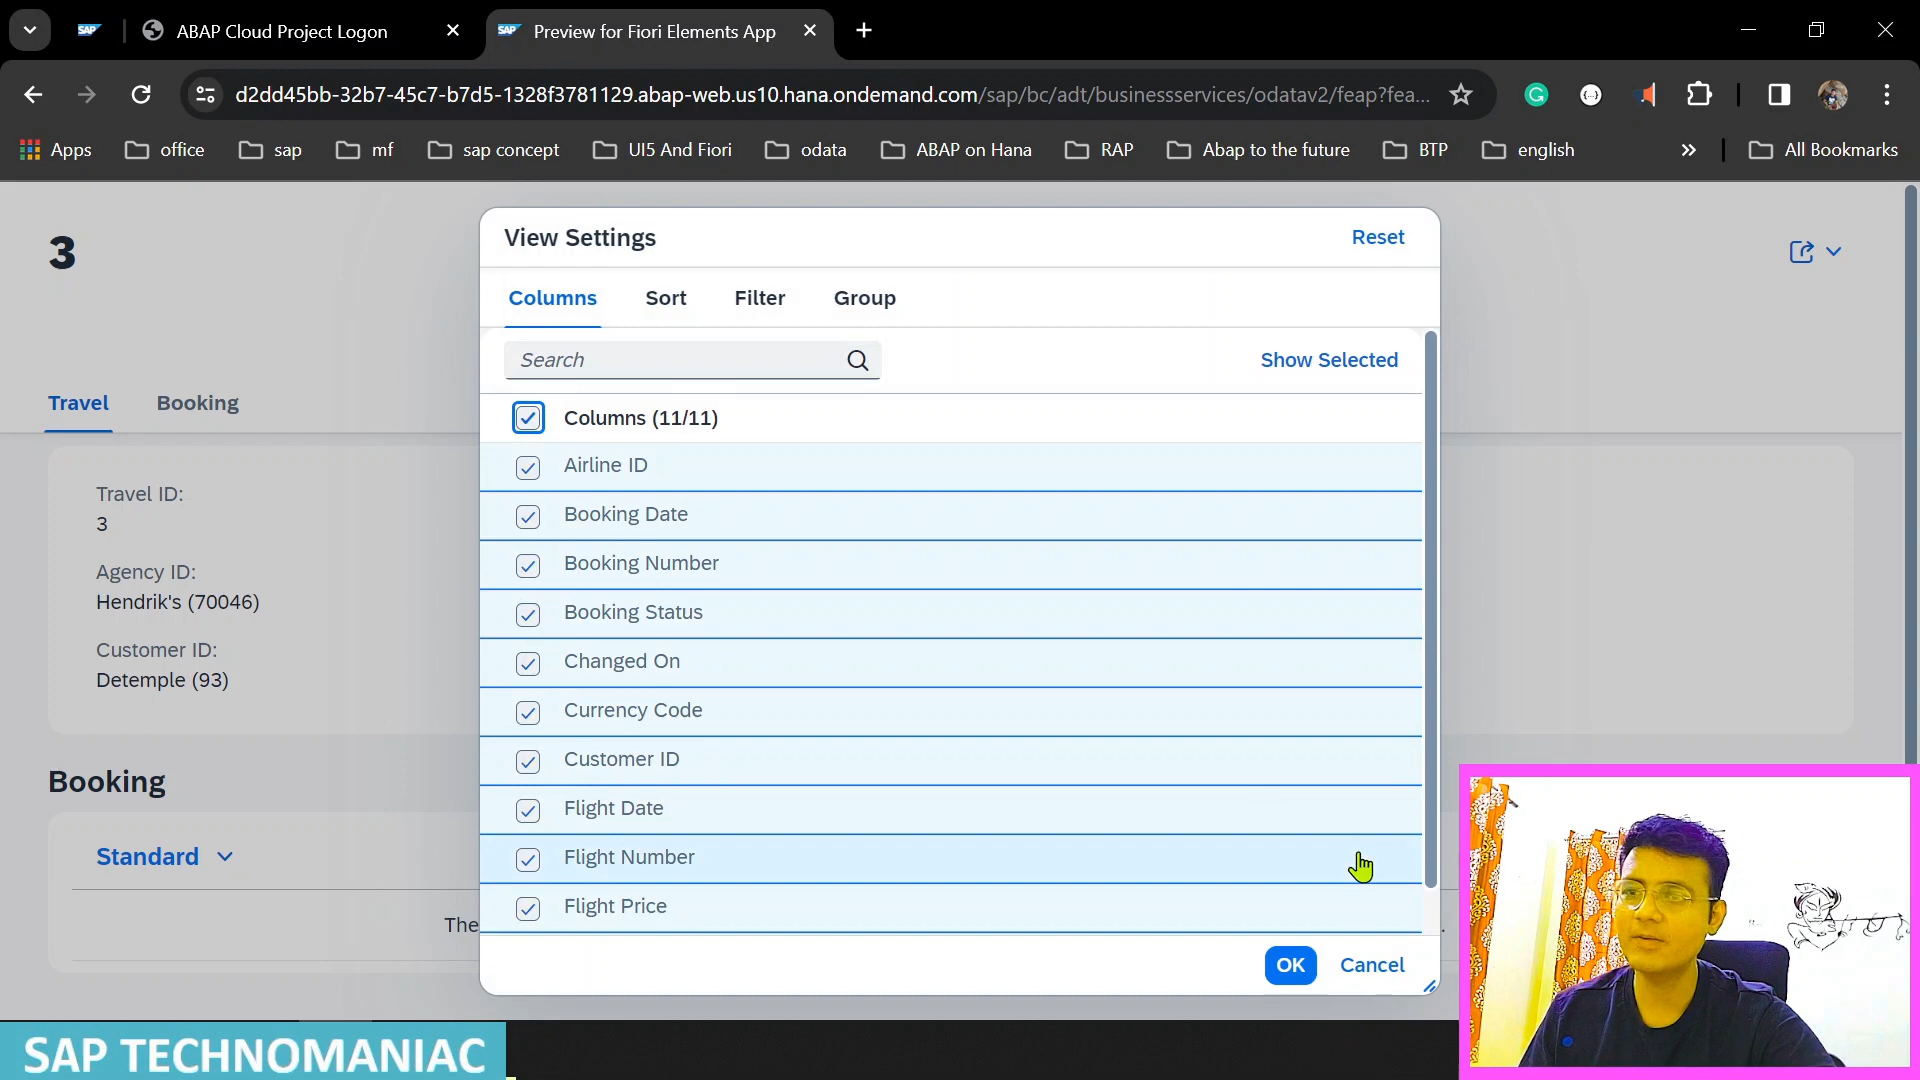 SAP
ABAP Cloud Project Logon
SAP
Preview for Fiori Elements App
d2dd45bb-32b7-45c7-b7d5-1328f3781129.abap-web.us10.hana.ondemand.com/sap/bc/adt/businessservices/odatav2/feap?fea...
Apps
office
sap
mf
sap concept
UI5 And Fiori
odata
ABAP on Hana
RAP
Abap to the future
BTP
english
All Bookmarks
3
View Settings
Reset
Columns
Sort
Filter
Group
Search
Show Selected
Travel
Booking
Columns (11/11)
Airline ID
Booking Date
Booking Number
Booking Status
Changed On
Currency Code
Customer ID
Flight Date
Flight Number
Flight Price
Travel ID:
3
Agency ID:
Hendrik's (70046)
Customer ID:
Detemple (93)
Booking
Standard
The
OK
Cancel
SAP TECHNOMANIAC